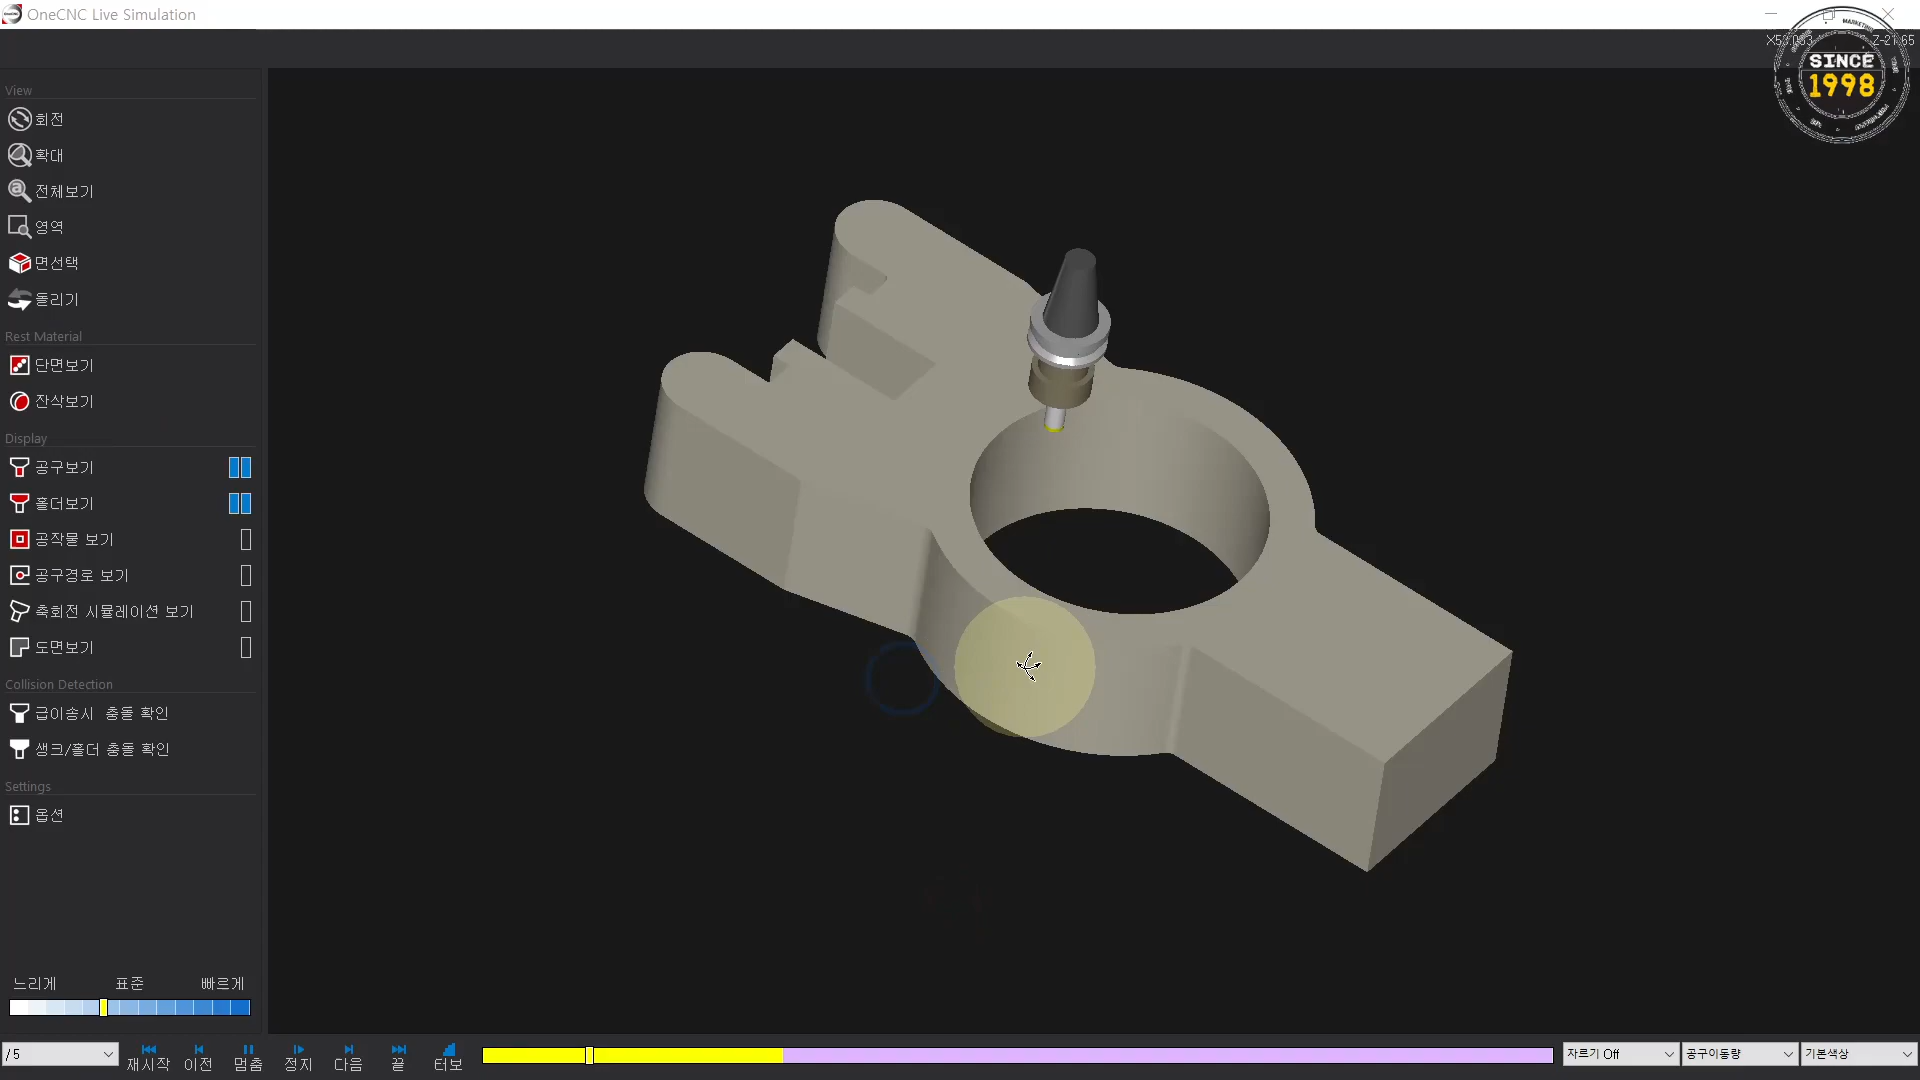 OneCNC Live Simulation
SINCE
1998
View
회전
확대
전체보기
영역
면선택
돌리기
Rest Material
단면보기
잔삭보기
Display
공구보기
홀더보기
공작물 보기
공구경로 보기
축회전 시뮬레이션 보기
도면보기
Collision Detection
급이송시 충돌 확인
생크/홀더 충돌 확인
Settings
옵션
느리게 표준 빠르게
/5 재시작 이전 멈춤 정지 다음 끝 터보 자르기 Off 공구이동량 기본색상